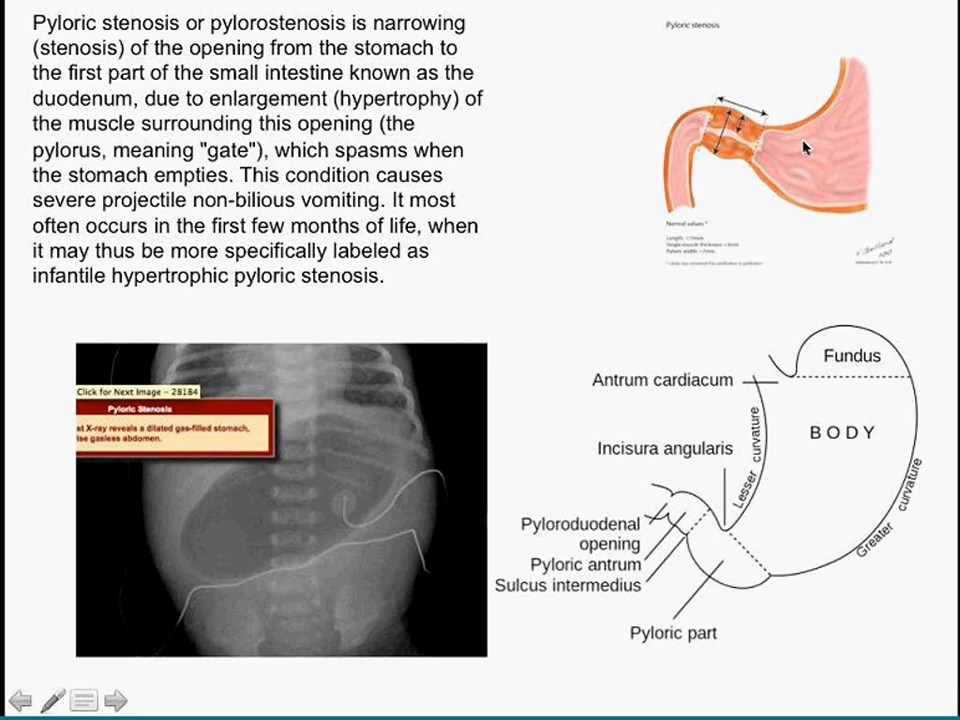 Pyloric stenosis or pylorostenosis is narrowing
(stenosis) of the opening from the stomach to
the first part of the small intestine known as the
duodenum, due to enlargement (hypertrophy) of
the muscle surrounding this opening (the
pylorus, meaning "gate"), which spasms when
the stomach empties. This condition causes
severe projectile non-bilious vomiting. It most
often occurs in the first few months of life, when
it may thus be more specifically labeled as
infantile hypertrophic pyloric stenosis.
Pyloric stenosis
Normal values *
Click for Next Image - 28184
Pyloric Stenosis
st X-ray reveals a dilated gas-filled stomach,
ise gasless abdomen.
Fundus
Antrum cardiacum
BODY
Incisura angularis
Lesser curvature
Greater curvature
Pyloroduodenal
opening
Pyloric antrum
Sulcus intermedius
Pyloric part